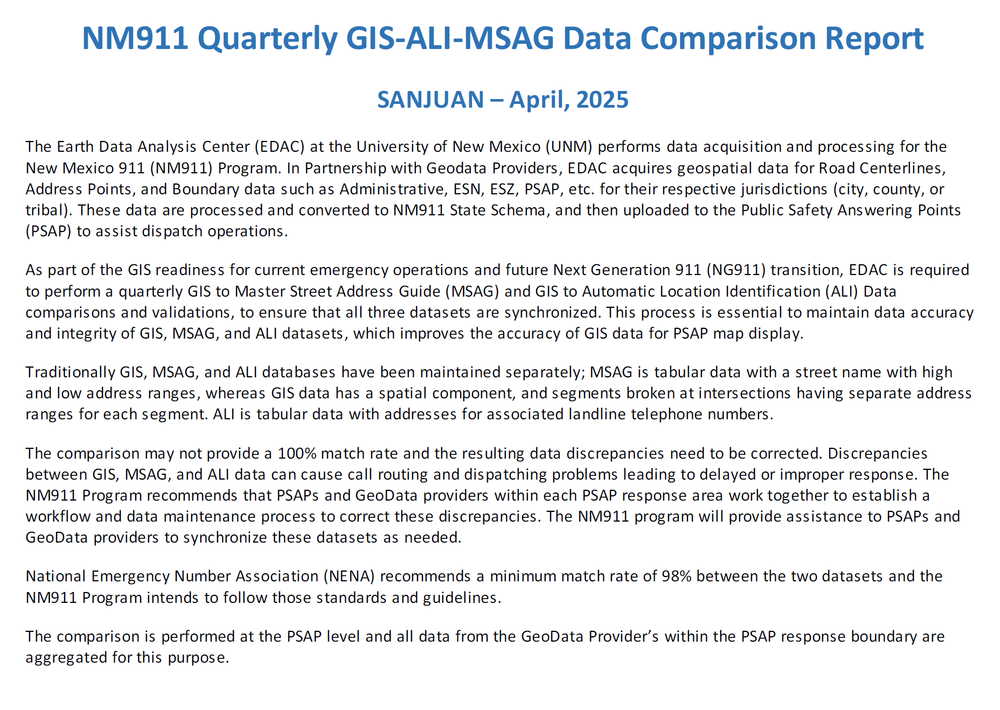 NM911 Quarterly GIS-ALI-MSAG Data Comparison Report
SANJUAN – April, 2025
The Earth Data Analysis Center (EDAC) at the University of New Mexico (UNM) performs data acquisition and processing for the
New Mexico 911 (NM911) Program. In Partnership with Geodata Providers, EDAC acquires geospatial data for Road Centerlines,
Address Points, and Boundary data such as Administrative, ESN, ESZ, PSAP, etc. for their respective jurisdictions (city, county, or
tribal). These data are processed and converted to NM911 State Schema, and then uploaded to the Public Safety Answering Points
(PSAP) to assist dispatch operations.
As part of the GIS readiness for current emergency operations and future Next Generation 911 (NG911) transition, EDAC is required
to perform a quarterly GIS to Master Street Address Guide (MSAG) and GIS to Automatic Location Identification (ALI) Data
comparisons and validations, to ensure that all three datasets are synchronized. This process is essential to maintain data accuracy
and integrity of GIS, MSAG, and ALI datasets, which improves the accuracy of GIS data for PSAP map display.
Traditionally GIS, MSAG, and ALI databases have been maintained separately; MSAG is tabular data with a street name with high
and low address ranges, whereas GIS data has a spatial component, and segments broken at intersections having separate address
ranges for each segment. ALI is tabular data with addresses for associated landline telephone numbers.
The comparison may not provide a 100% match rate and the resulting data discrepancies need to be corrected. Discrepancies
between GIS, MSAG, and ALI data can cause call routing and dispatching problems leading to delayed or improper response. The
NM911 Program recommends that PSAPs and GeoData providers within each PSAP response area work together to establish a
workflow and data maintenance process to correct these discrepancies. The NM911 program will provide assistance to PSAPs and
GeoData providers to synchronize these datasets as needed.
National Emergency Number Association (NENA) recommends a minimum match rate of 98% between the two datasets and the
NM911 Program intends to follow those standards and guidelines.
The comparison is performed at the PSAP level and all data from the GeoData Provider’s within the PSAP response boundary are
aggregated for this purpose.